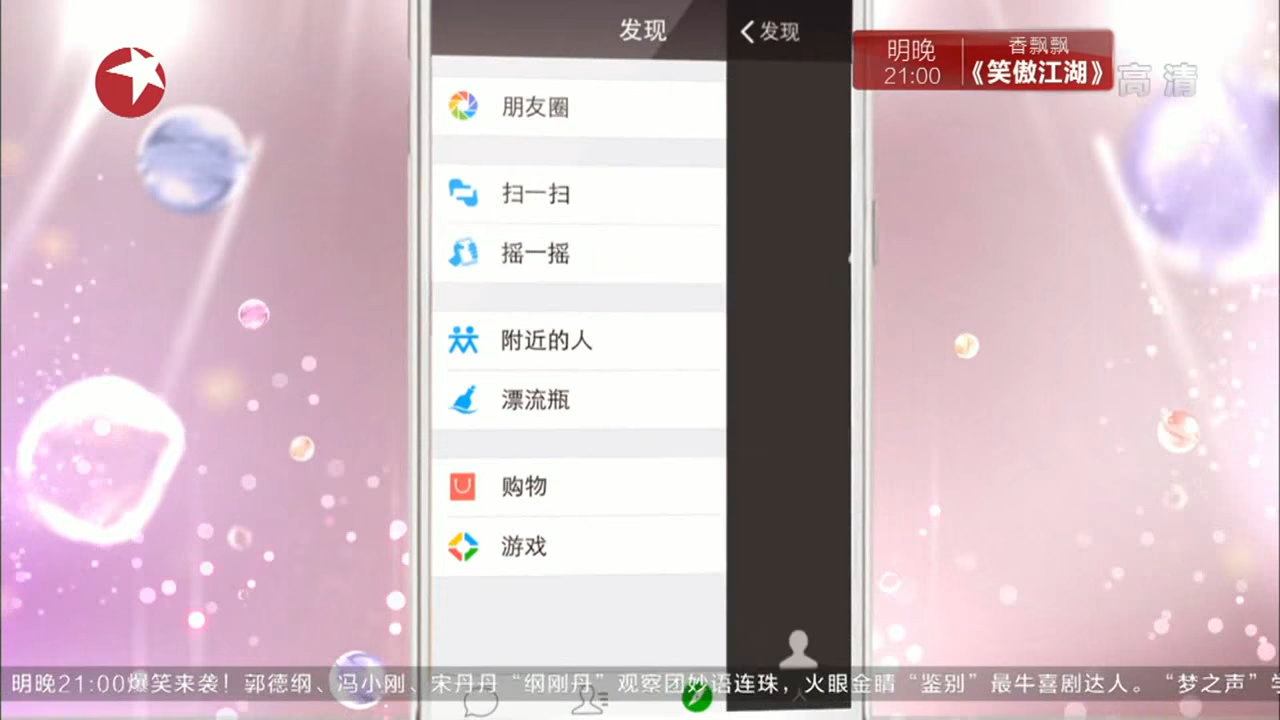 发现
发现
明晚
21:00
香飘飘
《笑傲江湖》
高清
朋友圈
扫一扫
摇一摇
附近的人
漂流瓶
购物
游戏
明晚21:00爆笑来袭！郭德纲、冯小刚、宋丹丹“纲刚丹”观察团妙语连珠，火眼金睛“鉴别”最牛喜剧达人。“梦之声”学